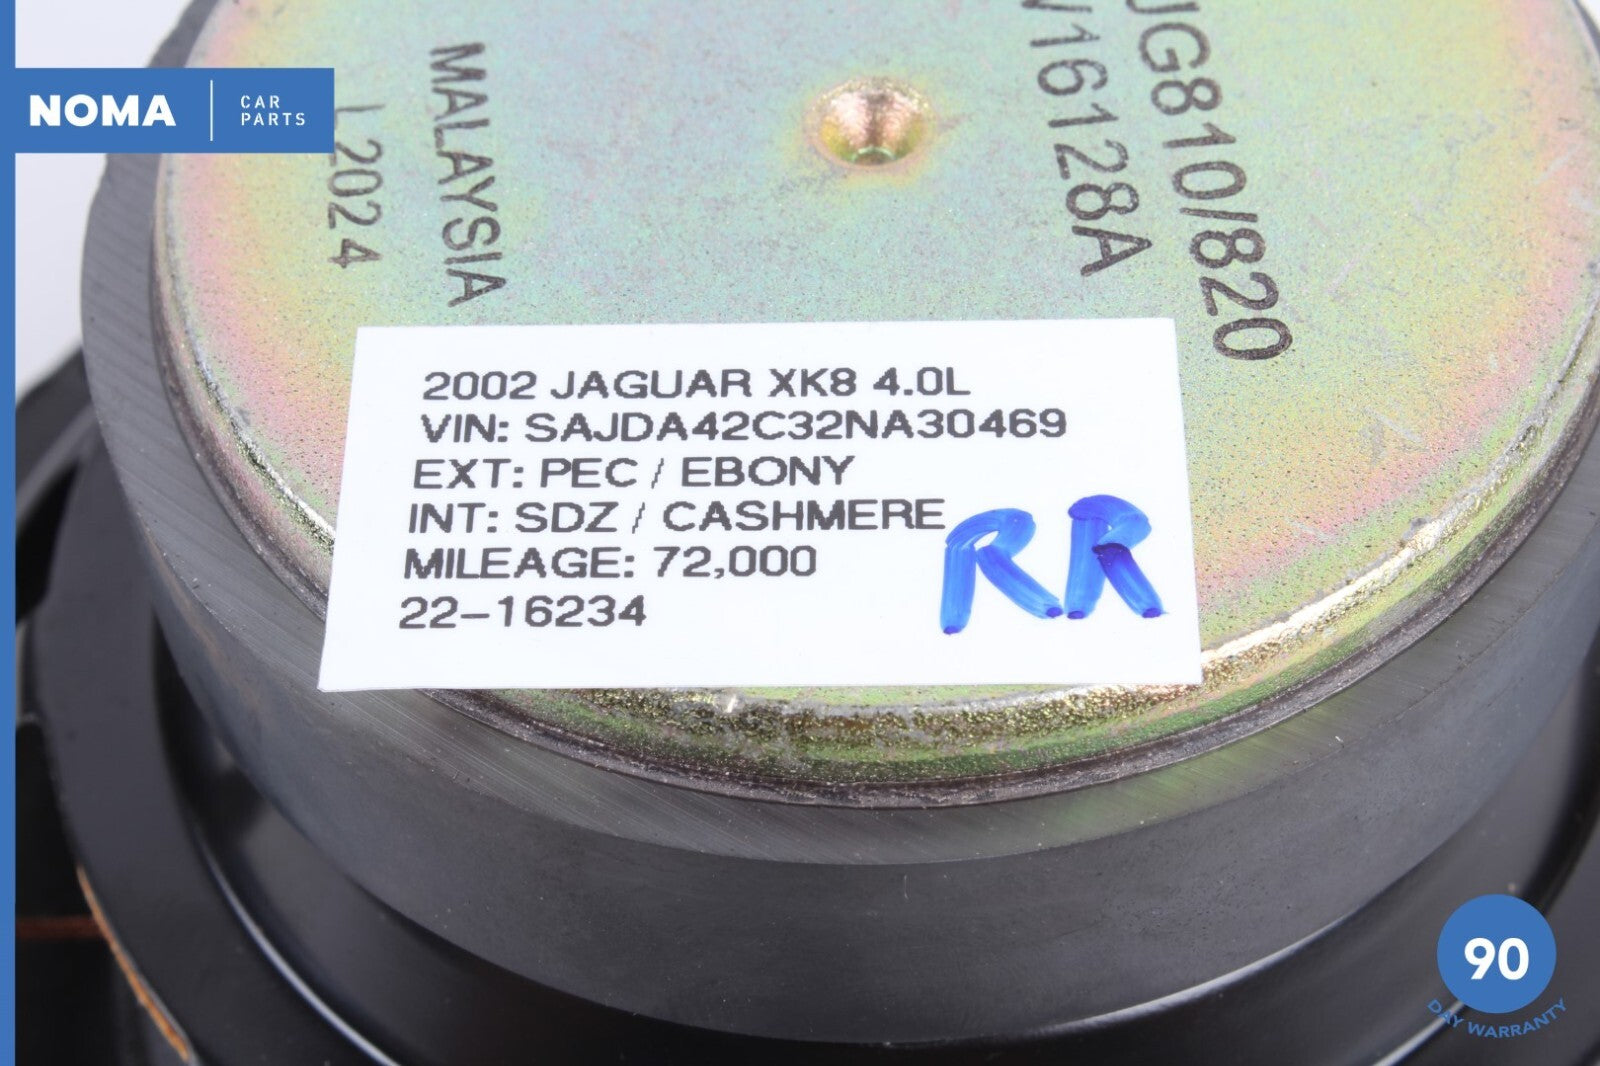 NOMA
CAR
PARTS
MALAYSIA
L2024
JG810/820
V16128A
2002 JAGUAR XK8 4.0L
VIN: SAJDA42C32NA30469
EXT: PEC / EBONY
INT: SDZ / CASHMERE
MILEAGE: 72,000
22-16234
RR
90
DAY WARRANTY